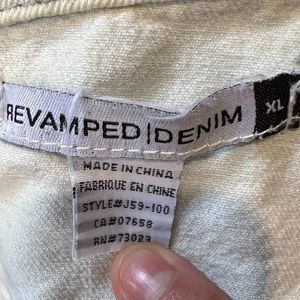 REVAMPED|DENIM
XL
MADE IN CHINA
FABRIQUE EN CHINE
STYLE#J59-100
CA#07658
RN#73023